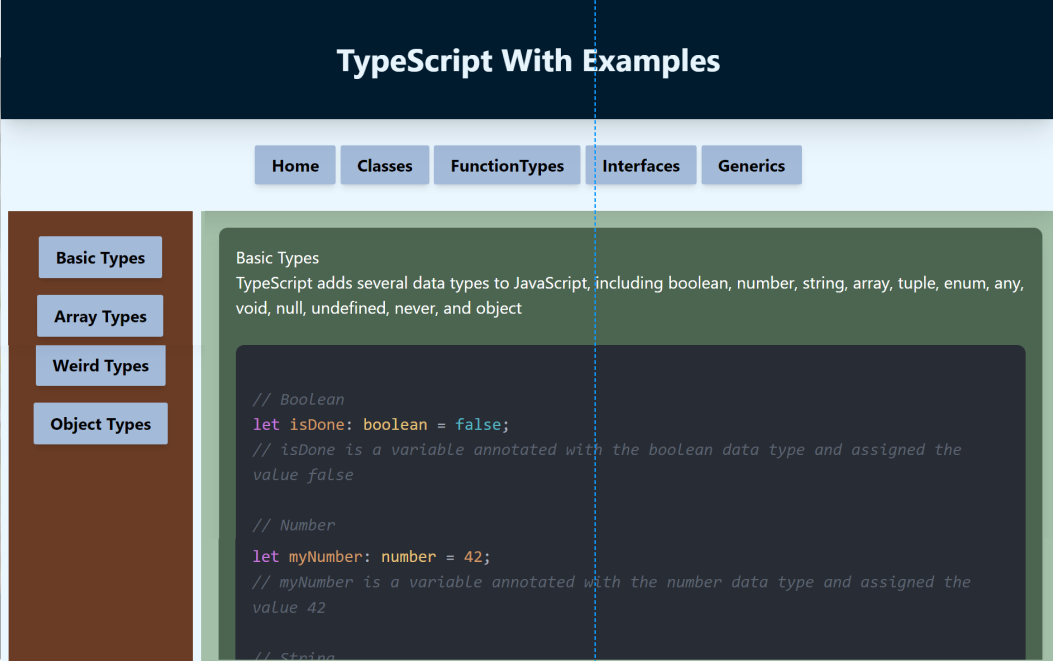 TypeScript With Examples
Home Classes FunctionTypes Interfaces Generics
Basic Types
Array Types
Weird Types
Object Types
Basic Types
TypeScript adds several data types to JavaScript, including boolean, number, string, array, tuple, enum, any,
void, null, undefined, never, and object
// Boolean
let isDone: boolean = false;
// isDone is a variable annotated with the boolean data type and assigned the
value false
// Number
let myNumber: number = 42;
// myNumber is a variable annotated with the number data type and assigned the
value 42
// String